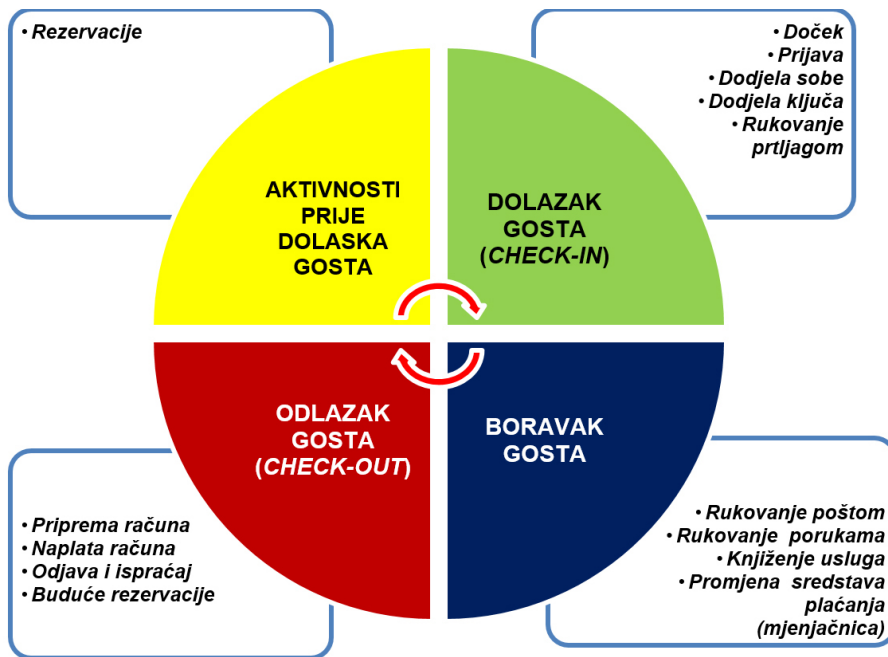 • Rezervacije
• Doček
• Prijava
• Dodjela sobe
• Dodjela ključa
• Rukovanje
prtljagom
AKTIVNOSTI
PRIJE
DOLASKA
GOSTA
DOLAZAK
GOSTA
(CHECK-IN)
ODLAZAK
GOSTA
(CHECK-OUT)
BORAVAK
GOSTA
• Priprema računa
• Naplata računa
• Odjava i ispraćaj
• Buduće rezervacije
• Rukovanje poštom
• Rukovanje porukama
• Knjiženje usluga
• Promjena sredstava
plaćanja
(mjenjačnica)